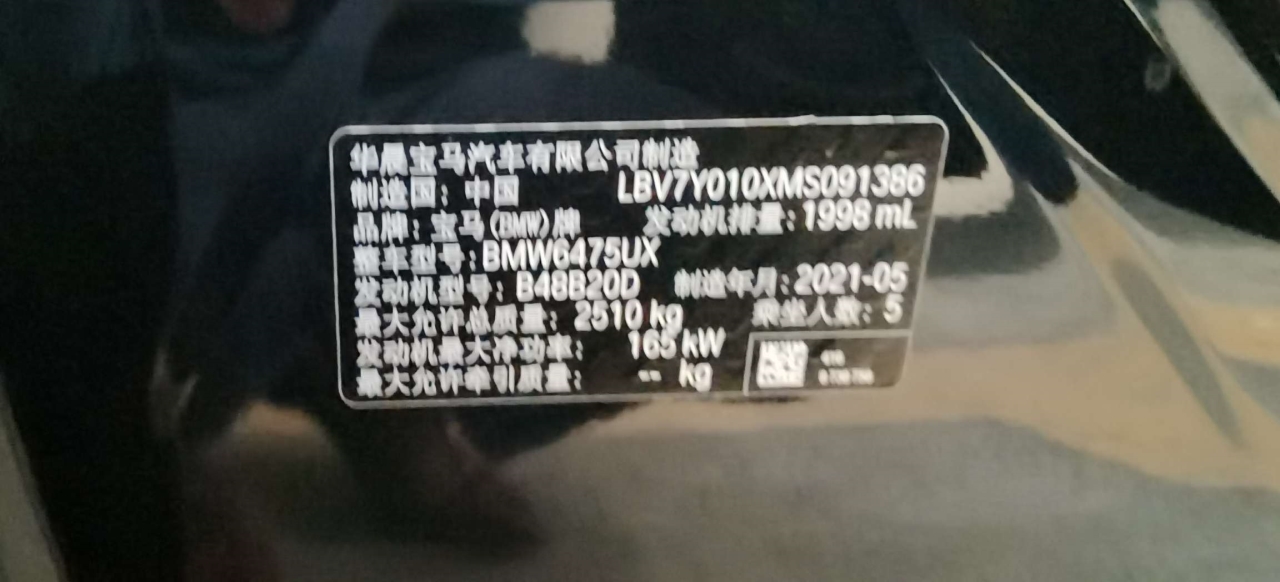 华晨宝马汽车有限公司制造
制造国：中国 LBV7Y010XMS091386
品牌：宝马(BMW)牌 发动机排量：1998 mL
整车型号：BMW6475UX
发动机型号：B48B20D 制造年月：2021-05
最大允许总质量：2510 kg 乘坐人数：5
发动机最大净功率：165 kW
最大允许牵引质量：-- kg